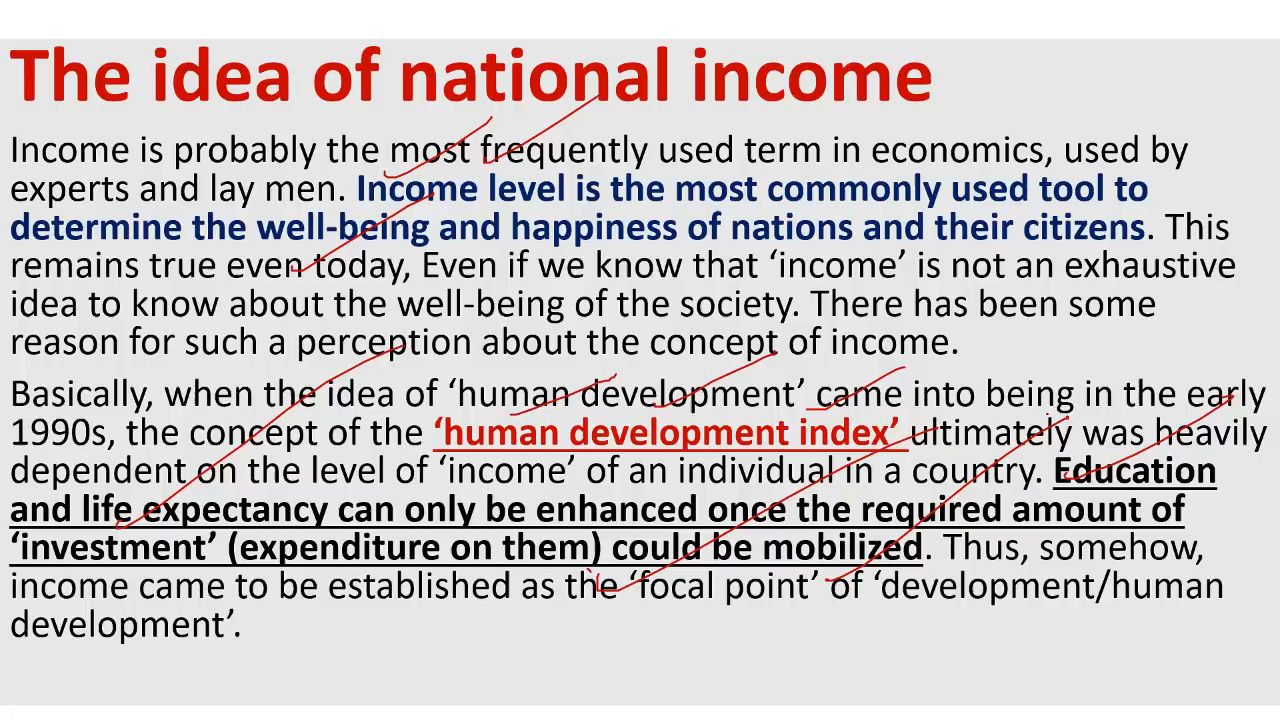 The idea of national income
Income is probably the most frequently used term in economics, used by
experts and lay men. Income level is the most commonly used tool to
determine the well-being and happiness of nations and their citizens. This
remains true even today, Even if we know that ‘income’ is not an exhaustive
idea to know about the well-being of the society. There has been some
reason for such a perception about the concept of income.
Basically, when the idea of ‘human development’ came into being in the early
1990s, the concept of the ‘human development index’ ultimately was heavily
dependent on the level of ‘income’ of an individual in a country. Education
and life expectancy can only be enhanced once the required amount of
‘investment’ (expenditure on them) could be mobilized. Thus, somehow,
income came to be established as the ‘focal point’ of ‘development/human
development’.